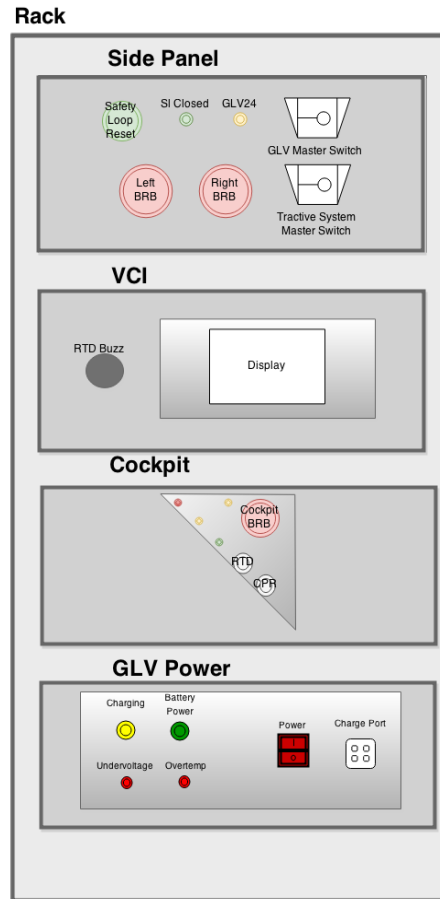 Rack
Side Panel
Safety
Loop
Reset
SI Closed
GLV24
GLV Master Switch
Left
BRB
Right
BRB
Tractive System
Master Switch
VCI
RTD Buzz
Display
Cockpit
Cockpit
BRB
RTD
CPR
GLV Power
Charging
Battery
Power
Power
Charge Port
Undervoltage
Overtemp